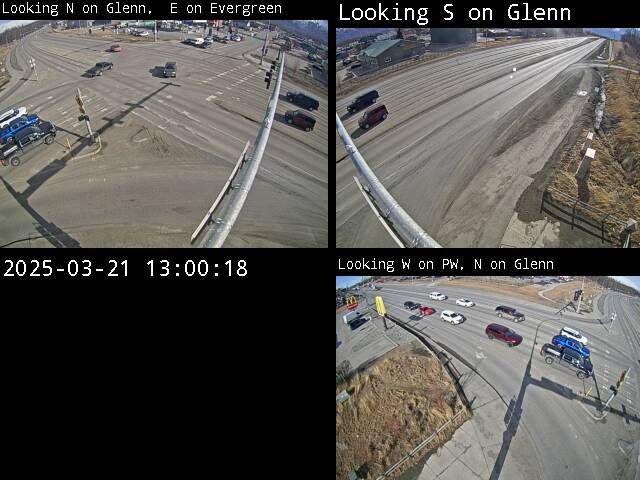 Looking N on Glenn,  E on Evergreen
Looking S on Glenn
2025-03-21 13:00:18
Looking W on PW, N on Glenn